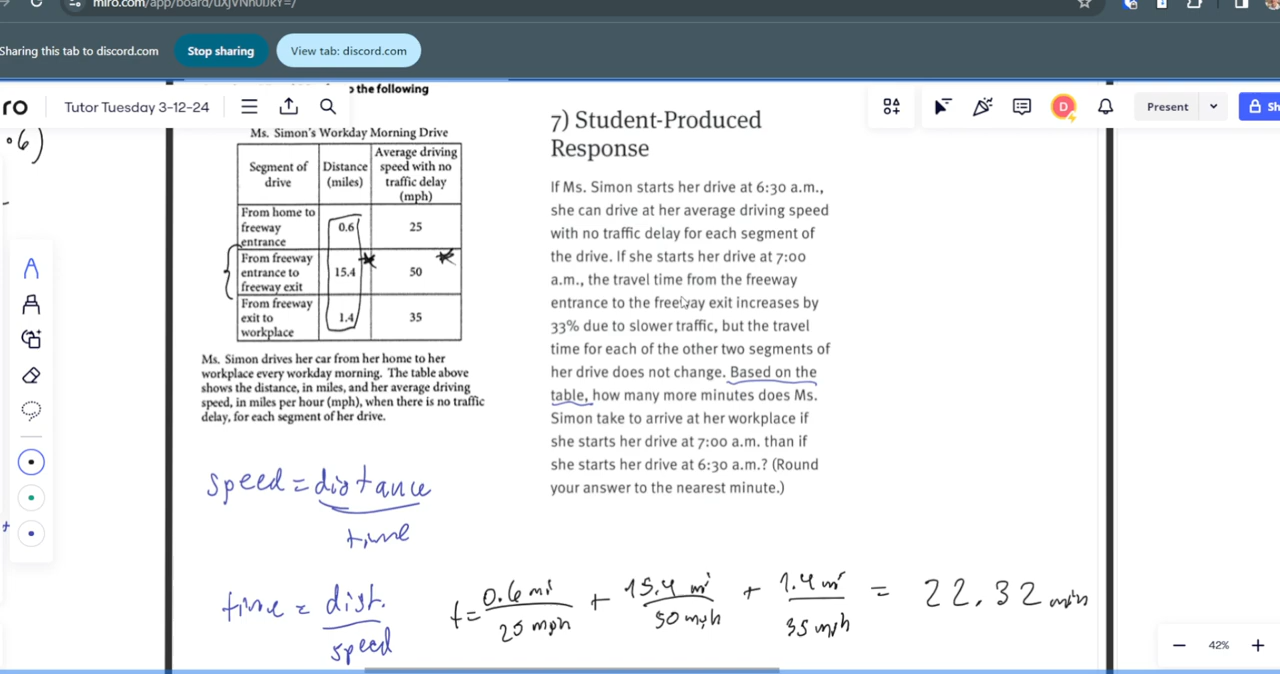 miro.com/app/board/uXjVNh0IJkY=/
Sharing this tab to discord.com
Stop sharing
View tab: discord.com
ro
Tutor Tuesday 3-12-24
D
Present
Sh
the following
•6)
Ms. Simon's Workday Morning Drive
Segment of drive
Distance (miles)
Average driving speed with no traffic delay (mph)
From home to freeway entrance
0.6
25
From freeway entrance to freeway exit
15.4
50
From freeway exit to workplace
1.4
35
Ms. Simon drives her car from her home to her
workplace every workday morning. The table above
shows the distance, in miles, and her average driving
speed, in miles per hour (mph), when there is no traffic
delay, for each segment of her drive.
7) Student-Produced
Response
If Ms. Simon starts her drive at 6:30 a.m.,
she can drive at her average driving speed
with no traffic delay for each segment of
the drive. If she starts her drive at 7:00
a.m., the travel time from the freeway
entrance to the freeway exit increases by
33% due to slower traffic, but the travel
time for each of the other two segments of
her drive does not change. Based on the
table, how many more minutes does Ms.
Simon take to arrive at her workplace if
she starts her drive at 7:00 a.m. than if
she starts her drive at 6:30 a.m.? (Round
your answer to the nearest minute.)
speed = distance
time
time = dist.
speed
t = 0.6 mi / 25 mph + 15.4 mi / 50 mph + 1.4 mi / 35 mph = 22.32 min
42%